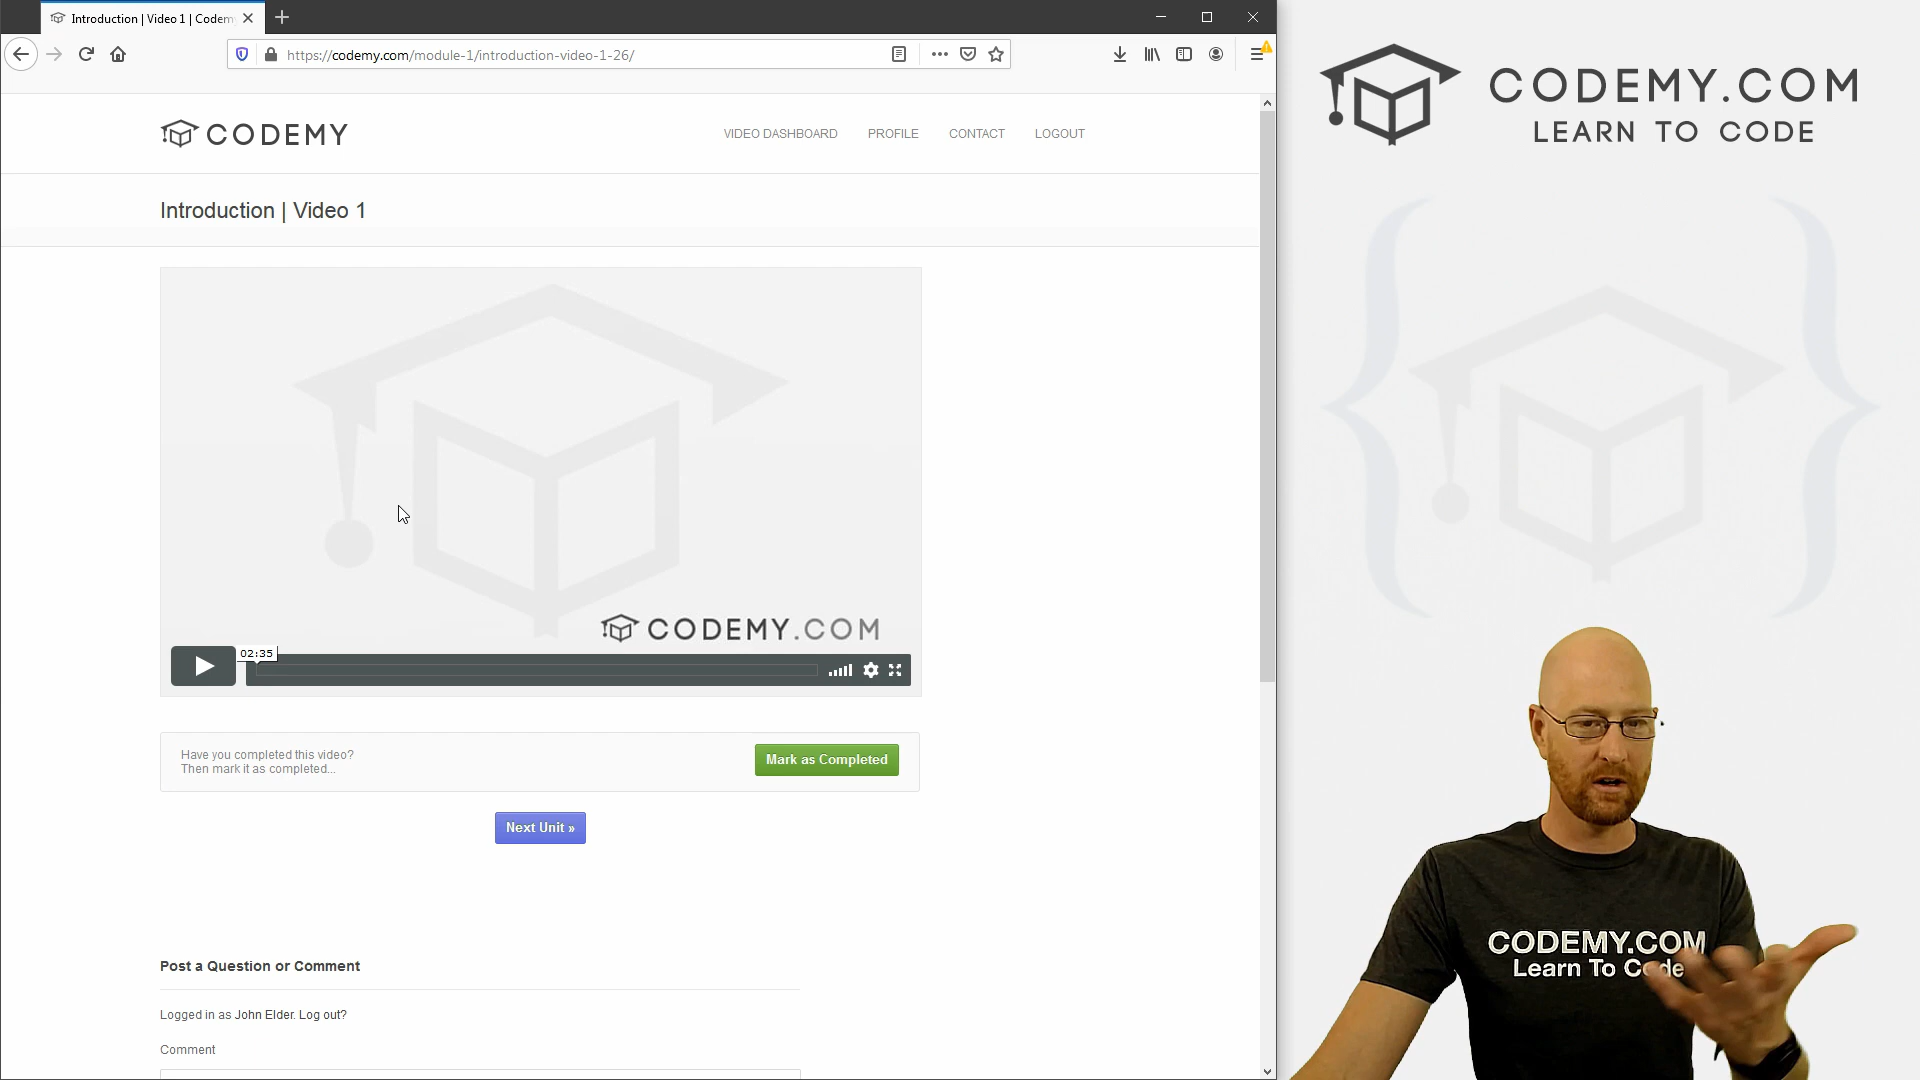 Introduction | Video 1 | Codem
https://codemy.com/module-1/introduction-video-1-26/
CODEMY
VIDEO DASHBOARD
PROFILE
CONTACT
LOGOUT
Introduction | Video 1
CODEMY.COM
02:35
Have you completed this video?
Then mark it as completed...
Mark as Completed
Next Unit »
Post a Question or Comment
Logged in as John Elder. Log out?
Comment
CODEMY.COM
LEARN TO CODE
CODEMY.COM
Learn To Code